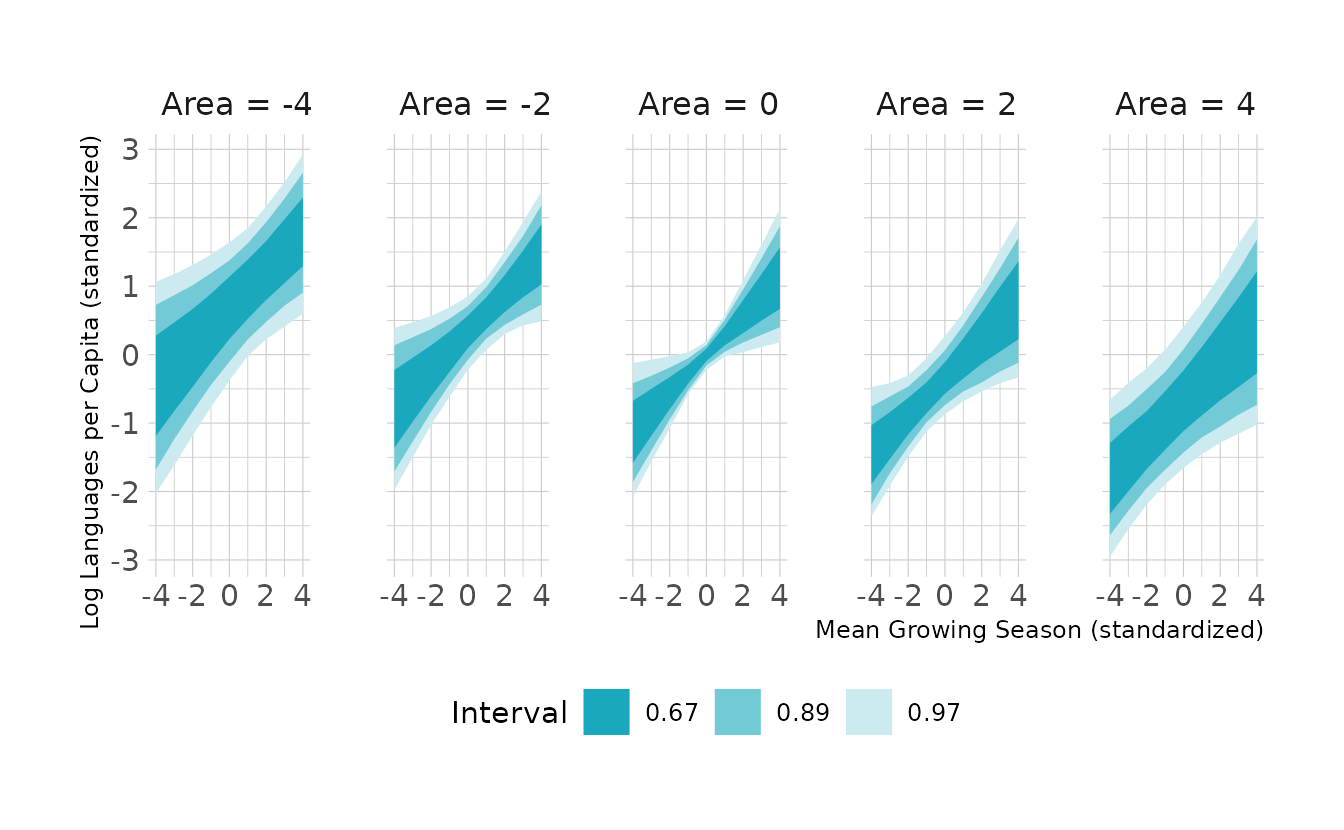 Area = -4 Area = -2 Area = 0 Area = 2 Area = 4
Log Languages per Capita (standardized)
3
2
1
0
-1
-2
-3
-4 -2 0 2 4 -4 -2 0 2 4 -4 -2 0 2 4 -4 -2 0 2 4 -4 -2 0 2 4
Mean Growing Season (standardized)
Interval 0.67 0.89 0.97